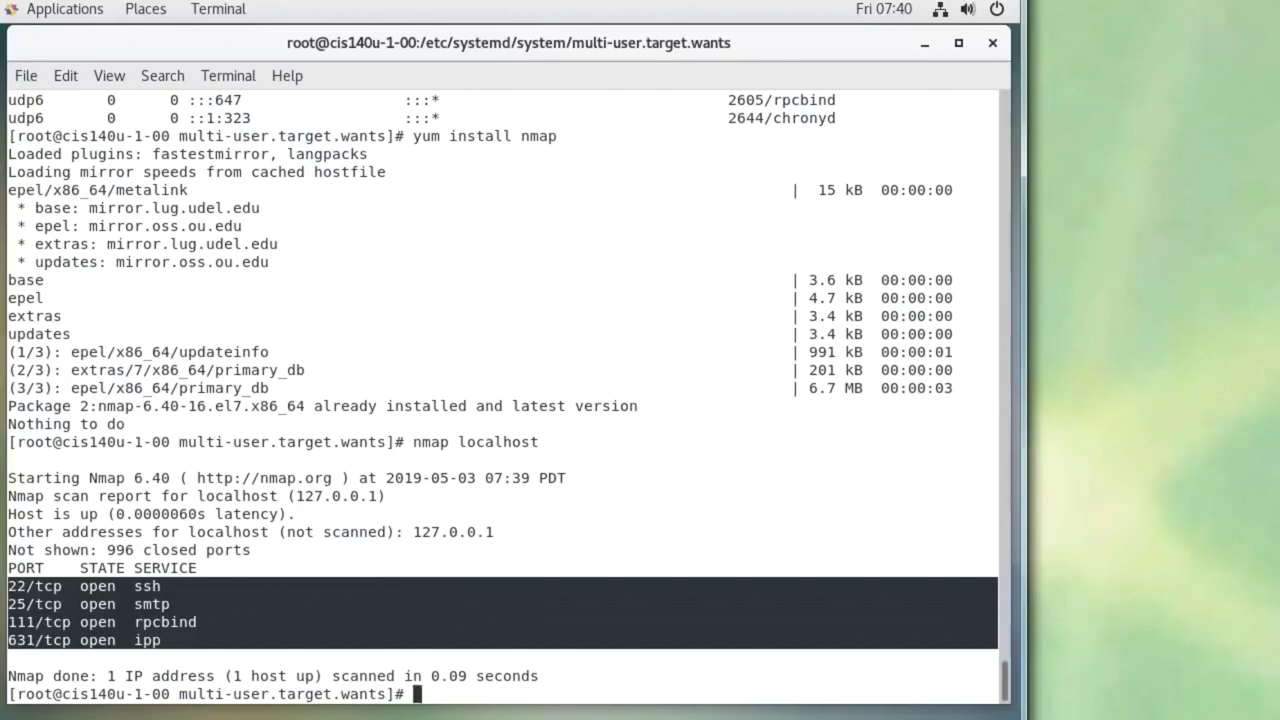 Applications Places Terminal Fri 07:40
root@cis140u-1-00:/etc/systemd/system/multi-user.target.wants
File Edit View Search Terminal Help
udp6 0 0 :::647 :::* 2605/rpcbind
udp6 0 0 ::1:323 :::* 2644/chronyd
[root@cis140u-1-00 multi-user.target.wants]# yum install nmap
Loaded plugins: fastestmirror, langpacks
Loading mirror speeds from cached hostfile
epel/x86_64/metalink | 15 kB 00:00:00
* base: mirror.lug.udel.edu
* epel: mirror.oss.ou.edu
* extras: mirror.lug.udel.edu
* updates: mirror.oss.ou.edu
base | 3.6 kB 00:00:00
epel | 4.7 kB 00:00:00
extras | 3.4 kB 00:00:00
updates | 3.4 kB 00:00:00
(1/3): epel/x86_64/updateinfo | 991 kB 00:00:01
(2/3): extras/7/x86_64/primary_db | 201 kB 00:00:00
(3/3): epel/x86_64/primary_db | 6.7 MB 00:00:03
Package 2:nmap-6.40-16.el7.x86_64 already installed and latest version
Nothing to do
[root@cis140u-1-00 multi-user.target.wants]# nmap localhost
Starting Nmap 6.40 ( http://nmap.org ) at 2019-05-03 07:39 PDT
Nmap scan report for localhost (127.0.0.1)
Host is up (0.0000060s latency).
Other addresses for localhost (not scanned): 127.0.0.1
Not shown: 996 closed ports
PORT STATE SERVICE
22/tcp open ssh
25/tcp open smtp
111/tcp open rpcbind
631/tcp open ipp
Nmap done: 1 IP address (1 host up) scanned in 0.09 seconds
[root@cis140u-1-00 multi-user.target.wants]#